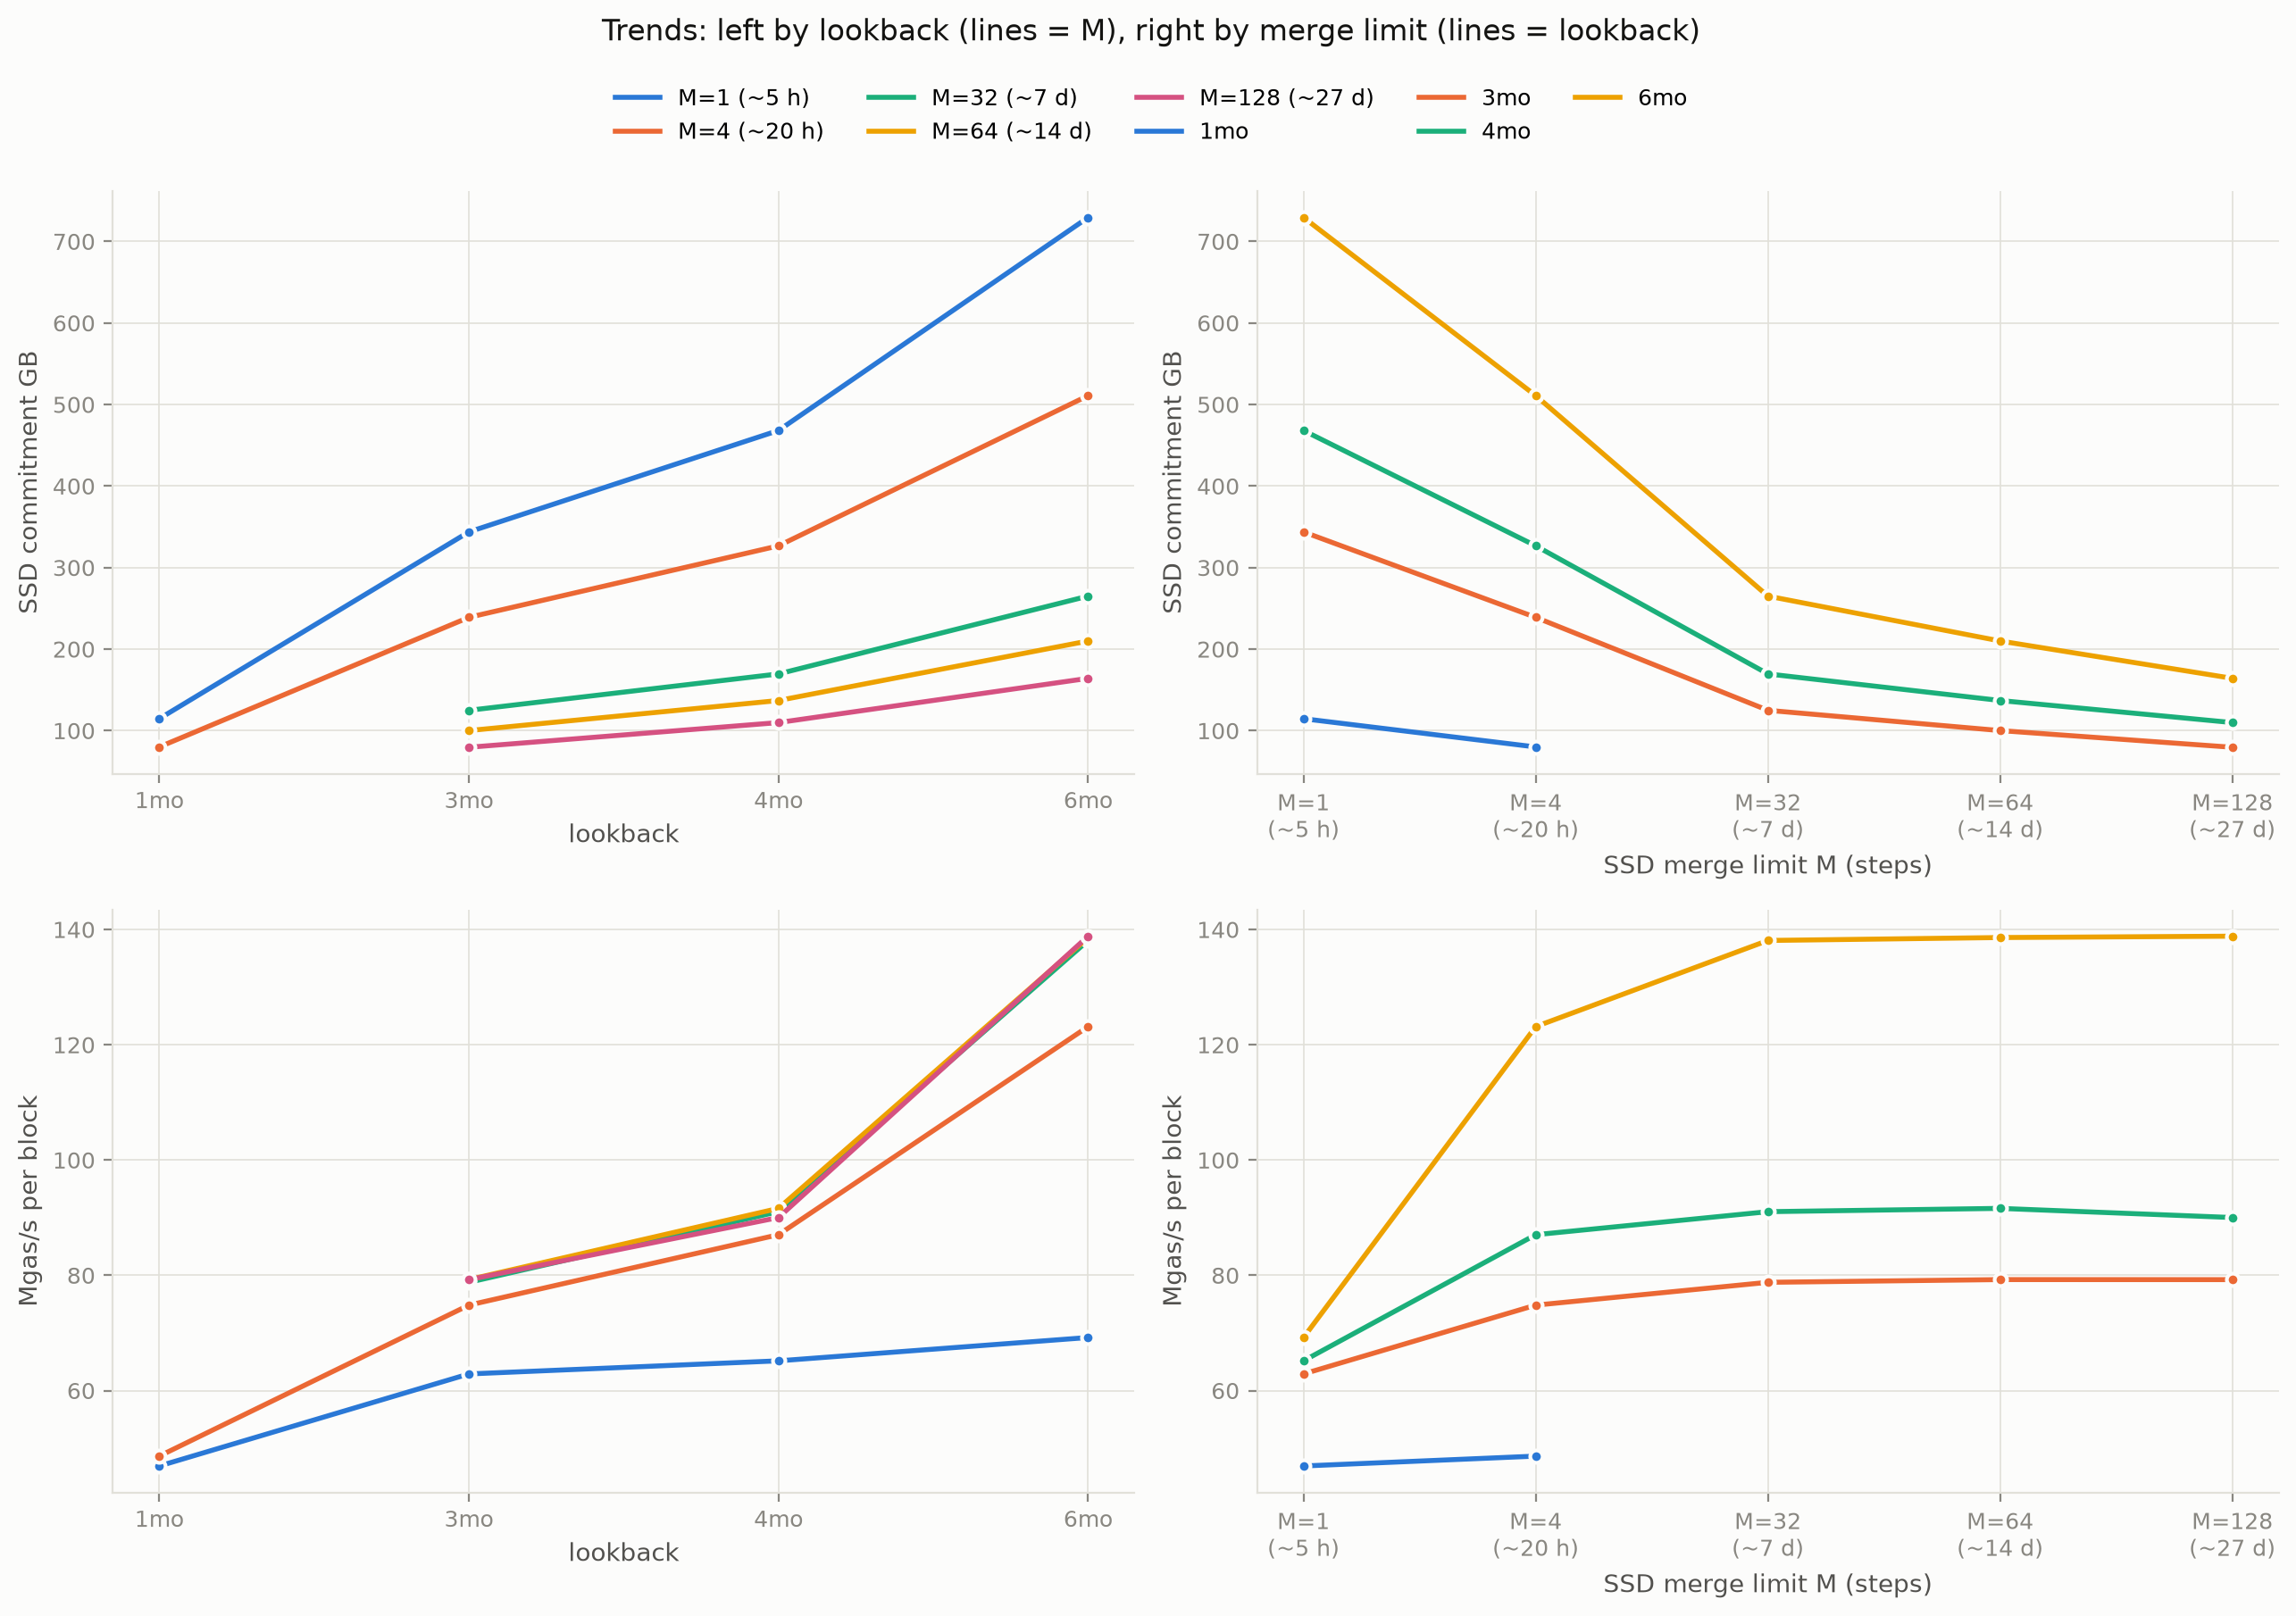 Trends: left by lookback (lines = M), right by merge limit (lines = lookback)
M=1 (~5 h)
M=4 (~20 h)
M=32 (~7 d)
M=64 (~14 d)
M=128 (~27 d)
1mo
3mo
4mo
6mo
SSD commitment GB
700
600
500
400
300
200
100
1mo
3mo
4mo
6mo
lookback
SSD commitment GB
700
600
500
400
300
200
100
M=1
(~5 h)
M=4
(~20 h)
M=32
(~7 d)
M=64
(~14 d)
M=128
(~27 d)
SSD merge limit M (steps)
Mgas/s per block
140
120
100
80
60
1mo
3mo
4mo
6mo
lookback
Mgas/s per block
140
120
100
80
60
M=1
(~5 h)
M=4
(~20 h)
M=32
(~7 d)
M=64
(~14 d)
M=128
(~27 d)
SSD merge limit M (steps)